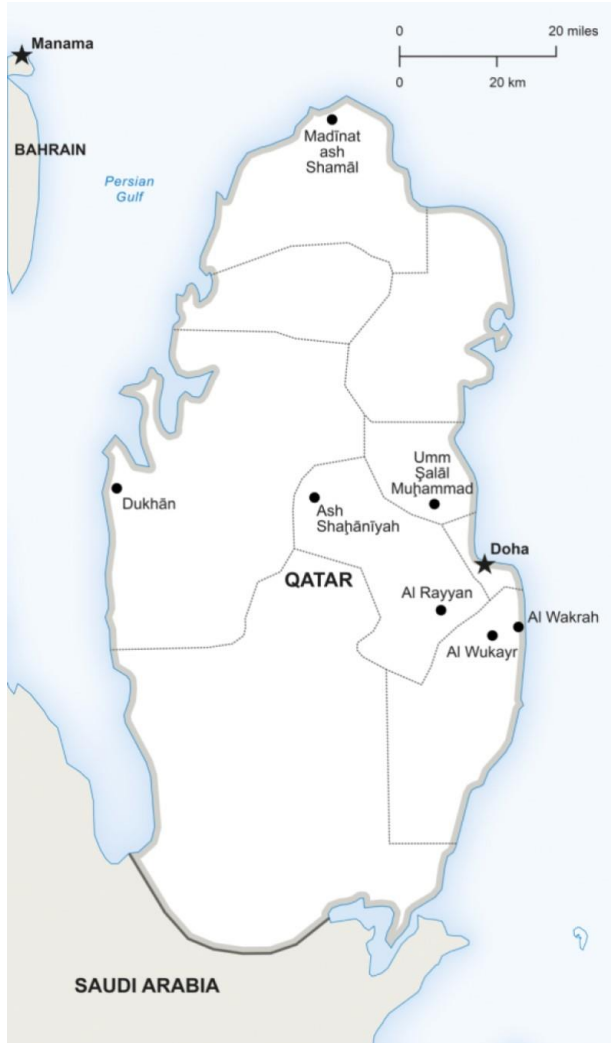 0 20 miles
0 20 km
Manama
BAHRAIN
Persian
Gulf
Madīnat
ash
Shamāl
Umm
Şalāl
Muḩammad
Dukhān
Ash
Shaḩānīyah
Doha
QATAR
Al Rayyan
Al Wakrah
Al Wukayr
SAUDI ARABIA